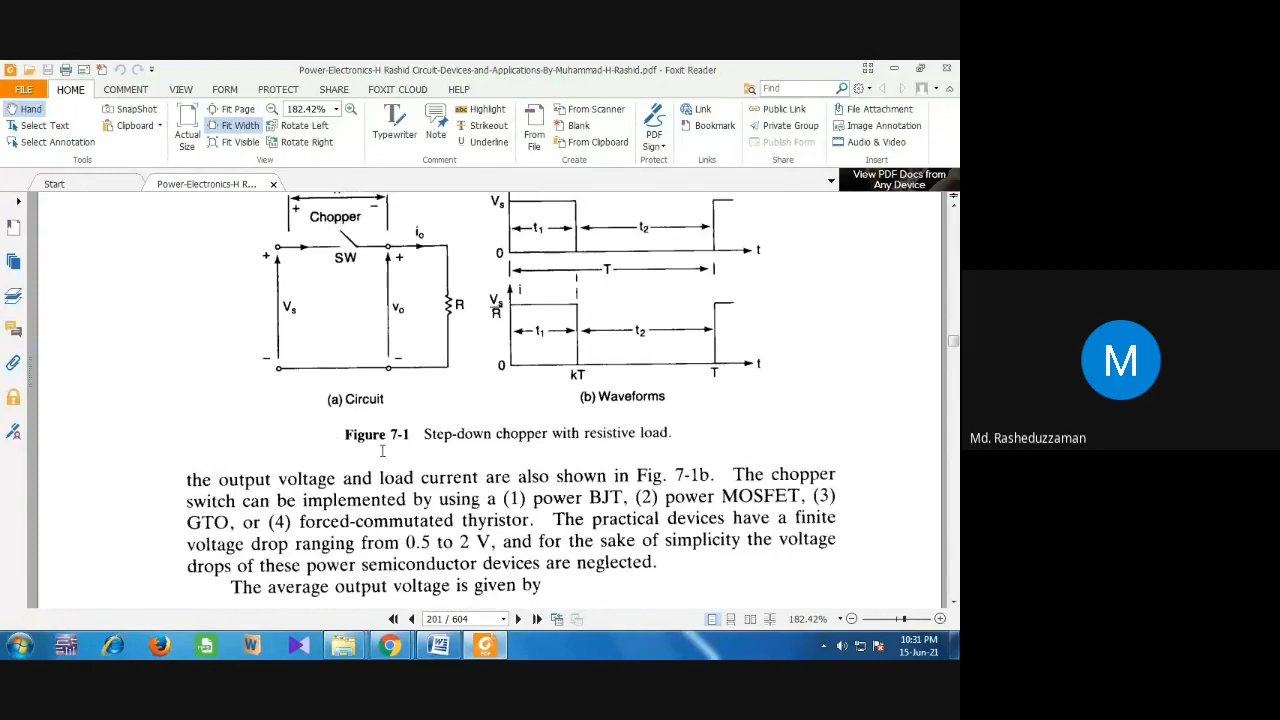 Power-Electronics-H Rashid Circuit-Devices-and-Applications-By-Muhammad-H-Rashid.pdf - Foxit Reader
FILE HOME COMMENT VIEW FORM PROTECT SHARE FOXIT CLOUD HELP Find
Hand SnapShot Fit Page 182.42% Highlight From Scanner Link Public Link File Attachment
Select Text Clipboard Fit Width Rotate Left Strikeout Blank Bookmark Private Group Image Annotation
Select Annotation Actual Size Fit Visible Rotate Right Typewriter Note Underline From File From Clipboard PDF Sign Publish Form Audio & Video
Tools View Comment Create Protect Links Share Insert
Start Power-Electronics-H R... View PDF Docs from
Any Device
+ −
Chopper
SW
i₀
+ + 
Vs v₀ R
− −
(a) Circuit
Vs
t₁ t₂
0 t
T
i
Vs
R
t₁ t₂
0 t
kT T
(b) Waveforms
Figure 7-1 Step-down chopper with resistive load.
the output voltage and load current are also shown in Fig. 7-1b. The chopper
switch can be implemented by using a (1) power BJT, (2) power MOSFET, (3)
GTO, or (4) forced-commutated thyristor. The practical devices have a finite
voltage drop ranging from 0.5 to 2 V, and for the sake of simplicity the voltage
drops of these power semiconductor devices are neglected.
The average output voltage is given by
201 / 604 182.42%
10:31 PM
15-Jun-21
M
Md. Rasheduzzaman